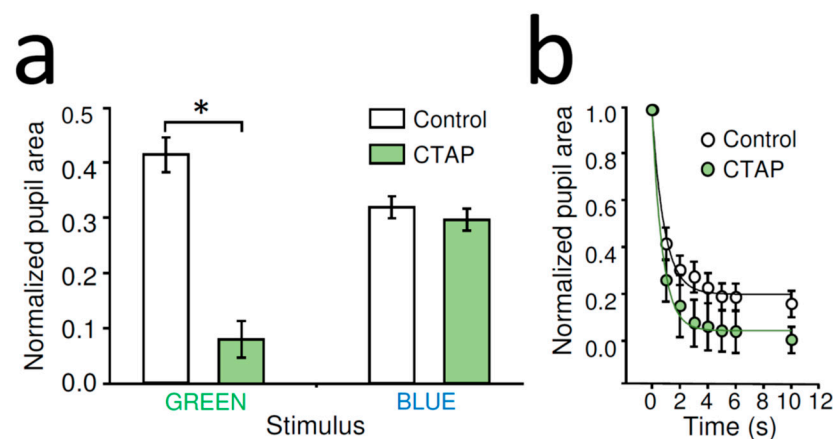 a
Normalized pupil area
0.5
0.4
0.3
0.2
0.1
0.0
*
Control
CTAP
GREEN
BLUE
Stimulus
b
Normalized pupil area
1.0
0.8
0.6
0.4
0.2
0.0
Control
CTAP
0 2 4 6 8 10 12
Time (s)